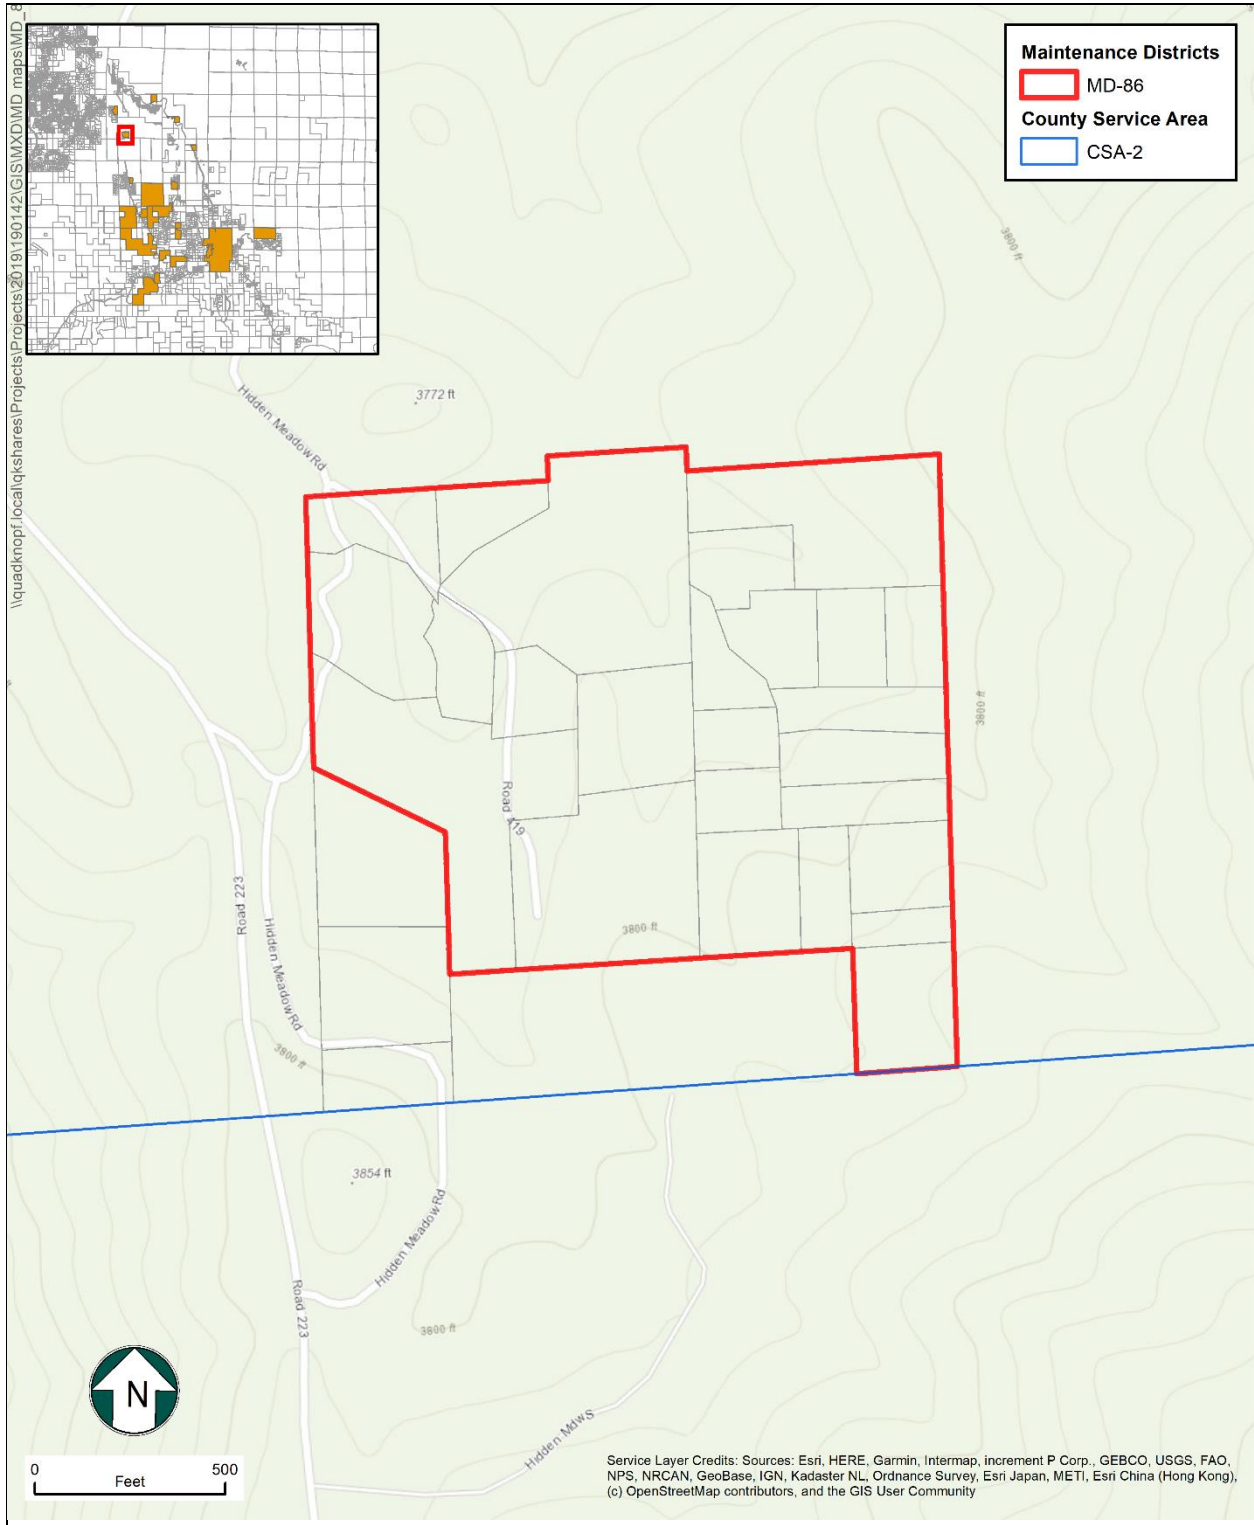 \\quadknopf.local\qkshares\Projects\Projects\2019\190142\GIS\MXD\MD maps\MD_8
Maintenance Districts
MD-86
County Service Area
CSA-2
3800 ft
3772 ft
Hidden Meadow Rd
3800 ft
Road 419
Road 223
3800 ft
Hidden Meadow Rd
3800 ft
3854 ft
Hidden Meadow Rd
Road 223
3800 ft
N
Hidden Mdws
0 500
Feet
Service Layer Credits: Sources: Esri, HERE, Garmin, Intermap, increment P Corp., GEBCO, USGS, FAO,
NPS, NRCAN, GeoBase, IGN, Kadaster NL, Ordnance Survey, Esri Japan, METI, Esri China (Hong Kong),
(c) OpenStreetMap contributors, and the GIS User Community